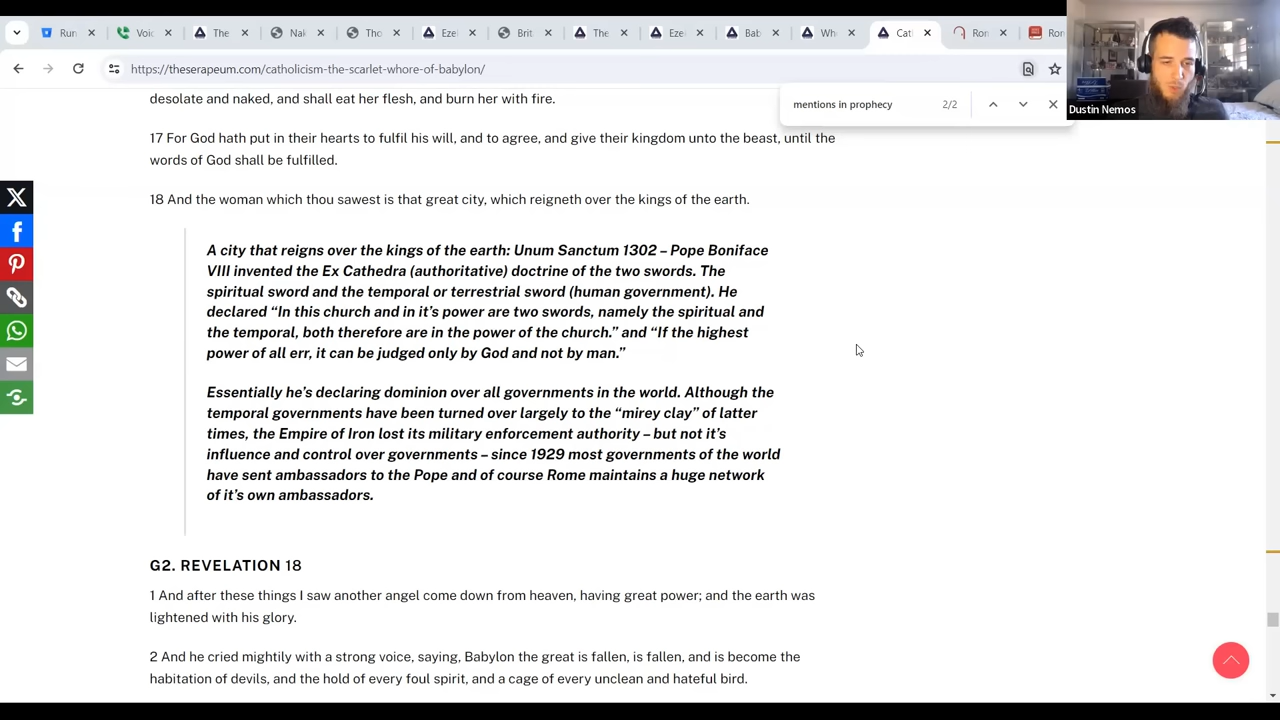 Run
Voic
The
Nai
Tho
Eze
Brit
The
Eze
Bab
Wh
Cat
Ron
Ron
https://theserapeum.com/catholicism-the-scarlet-whore-of-babylon/
mentions in prophecy
2/2
Dustin Nemos
desolate and naked, and shall eat her flesh, and burn her with fire.
17 For God hath put in their hearts to fulfil his will, and to agree, and give their kingdom unto the beast, until the
words of God shall be fulfilled.
18 And the woman which thou sawest is that great city, which reigneth over the kings of the earth.
A city that reigns over the kings of the earth: Unum Sanctum 1302 – Pope Boniface
VIII invented the Ex Cathedra (authoritative) doctrine of the two swords. The
spiritual sword and the temporal or terrestrial sword (human government). He
declared “In this church and in it’s power are two swords, namely the spiritual and
the temporal, both therefore are in the power of the church.” and “If the highest
power of all err, it can be judged only by God and not by man.”
Essentially he’s declaring dominion over all governments in the world. Although the
temporal governments have been turned over largely to the “mirey clay” of latter
times, the Empire of Iron lost its military enforcement authority – but not it’s
influence and control over governments – since 1929 most governments of the world
have sent ambassadors to the Pope and of course Rome maintains a huge network
of it’s own ambassadors.
G2. REVELATION 18
1 And after these things I saw another angel come down from heaven, having great power; and the earth was
lightened with his glory.
2 And he cried mightily with a strong voice, saying, Babylon the great is fallen, is fallen, and is become the
habitation of devils, and the hold of every foul spirit, and a cage of every unclean and hateful bird.